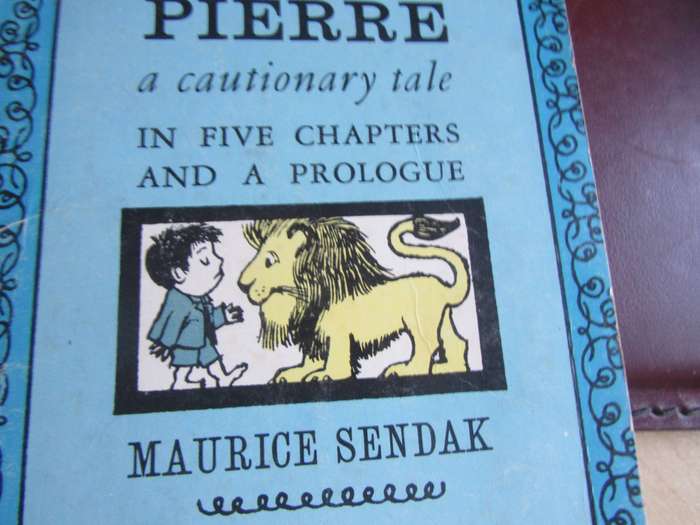 PIERRE
a cautionary tale
IN FIVE CHAPTERS
AND A PROLOGUE
MAURICE SENDAK